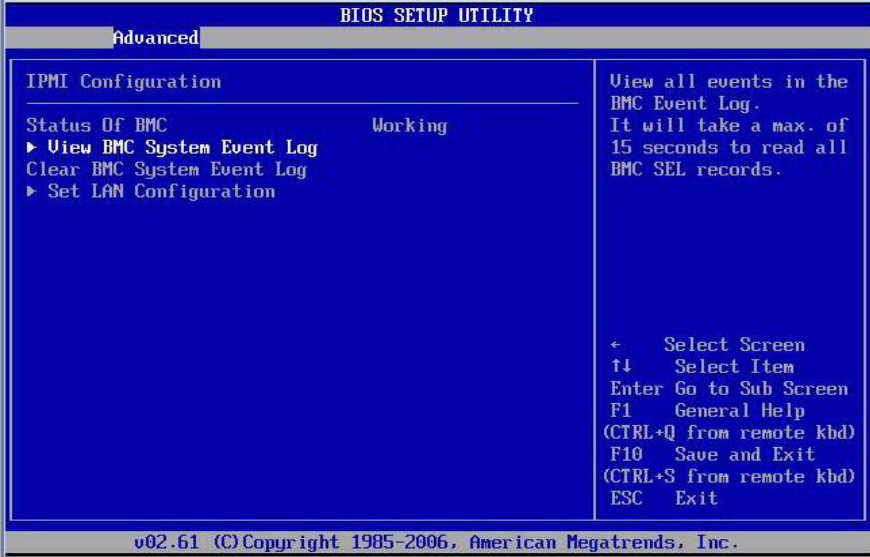 BIOS SETUP UTILITY
Advanced
IPMI Configuration
Status Of BMC Working
▶ View BMC System Event Log
Clear BMC System Event Log
▶ Set LAN Configuration
View all events in the
BMC Event Log.
It will take a max. of
15 seconds to read all
BMC SEL records.
← Select Screen
↑↓ Select Item
Enter Go to Sub Screen
F1 General Help
(CTRL+Q from remote kbd)
F10 Save and Exit
(CTRL+S from remote kbd)
ESC Exit
v02.61 (C)Copyright 1985-2006, American Megatrends, Inc.